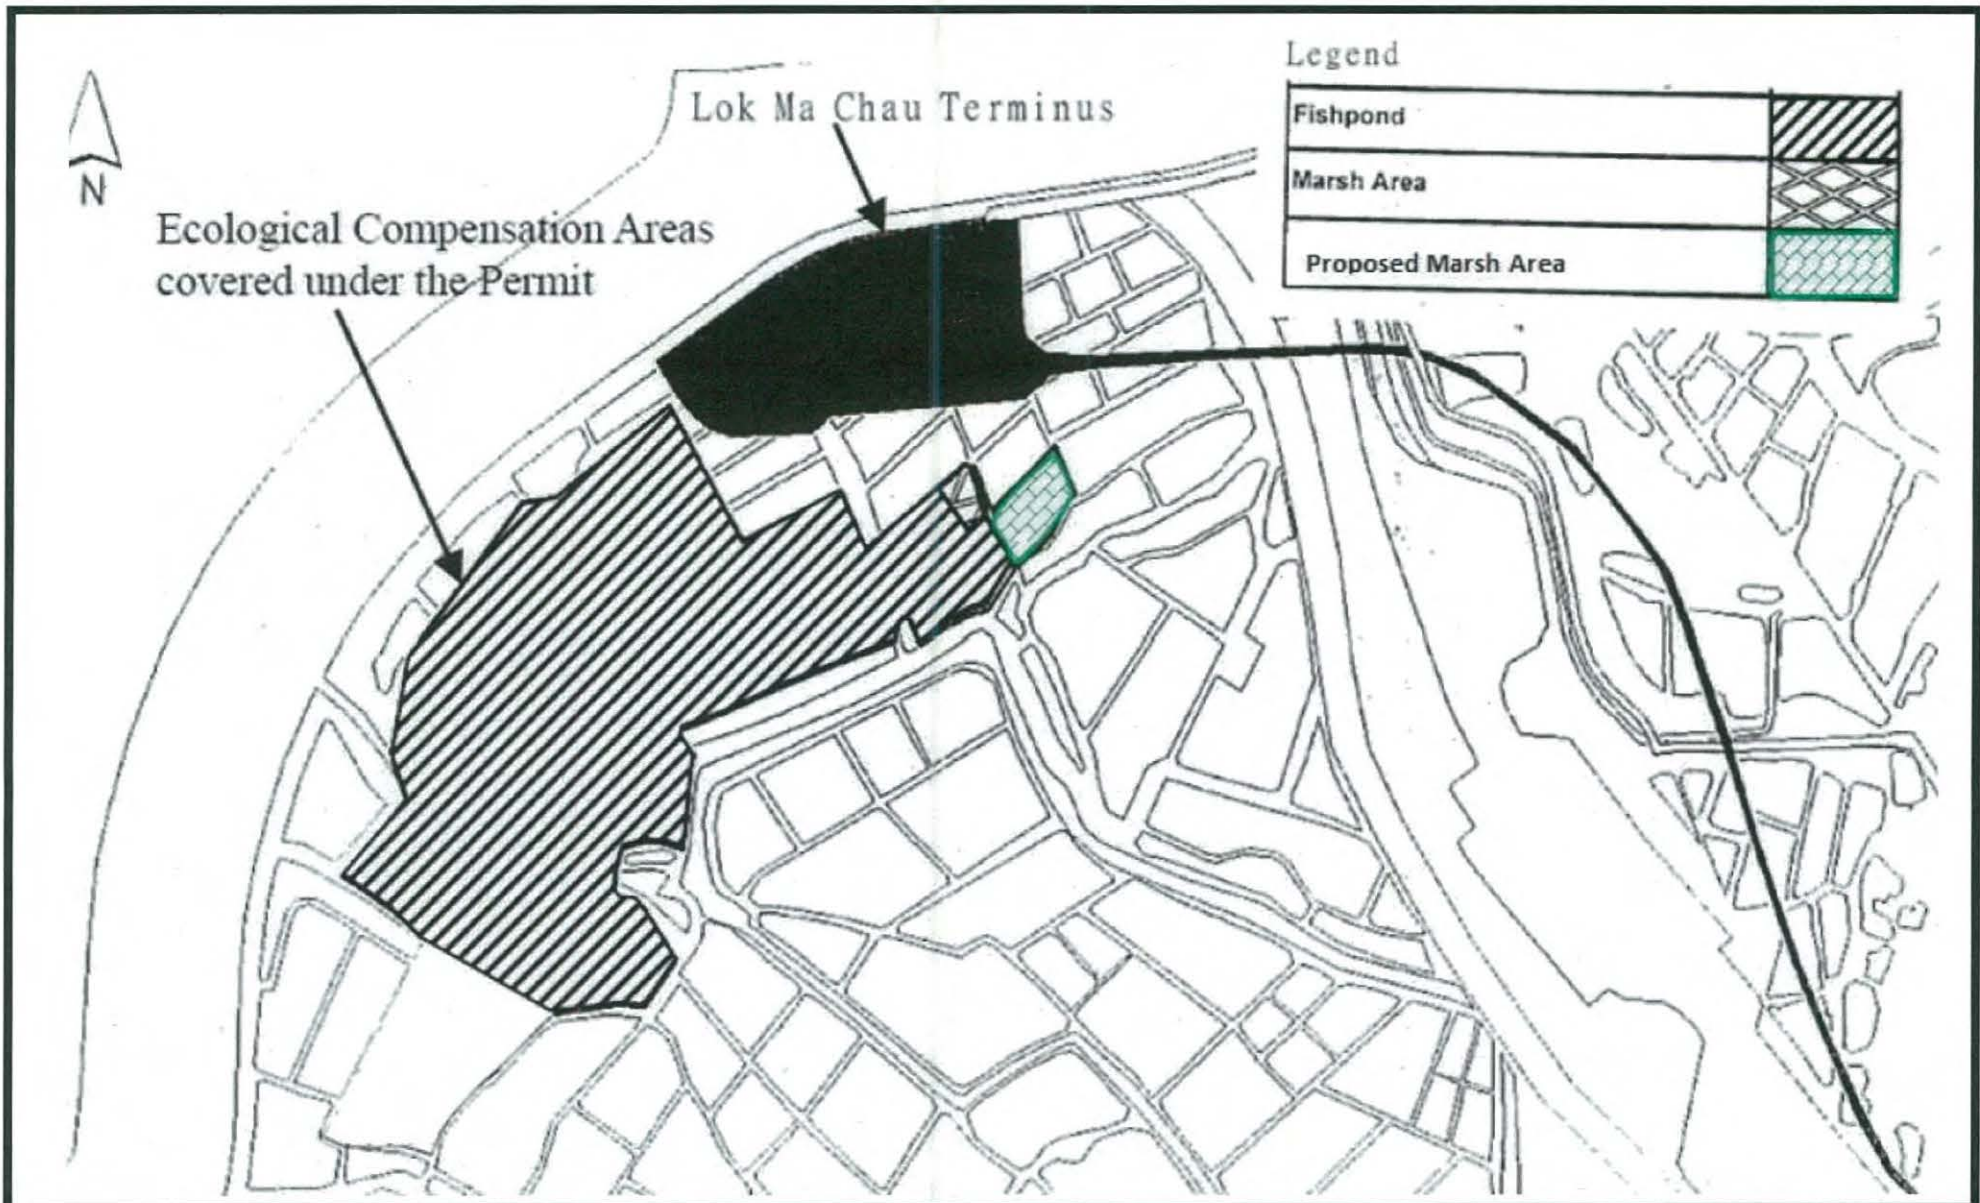 Legend
Lok Ma Chau Terminus
Fishpond
Marsh Area
N
Ecological Compensation Areas
covered under the Permit
Proposed Marsh Area